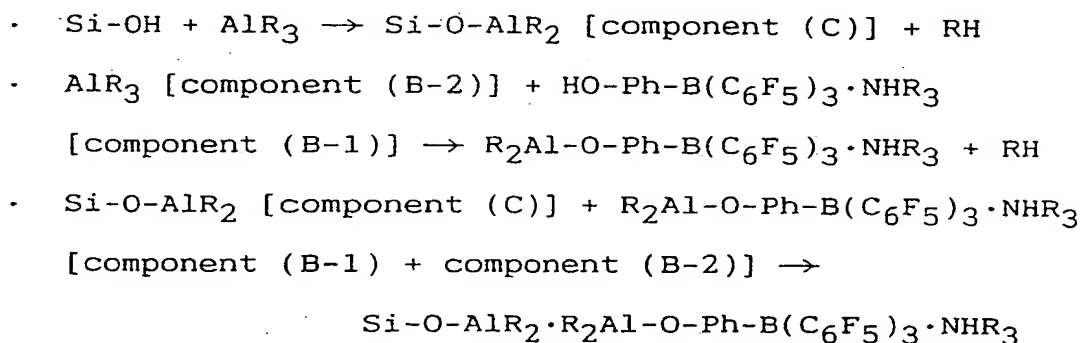 · Si-OH + AlR₃ → Si-O-AlR₂ [component (C)] + RH
· AlR₃ [component (B-2)] + HO-Ph-B(C₆F₅)₃·NHR₃
[component (B-1)] → R₂Al-O-Ph-B(C₆F₅)₃·NHR₃ + RH
· Si-O-AlR₂ [component (C)] + R₂Al-O-Ph-B(C₆F₅)₃·NHR₃
[component (B-1) + component (B-2)] →
Si-O-AlR₂·R₂Al-O-Ph-B(C₆F₅)₃·NHR₃